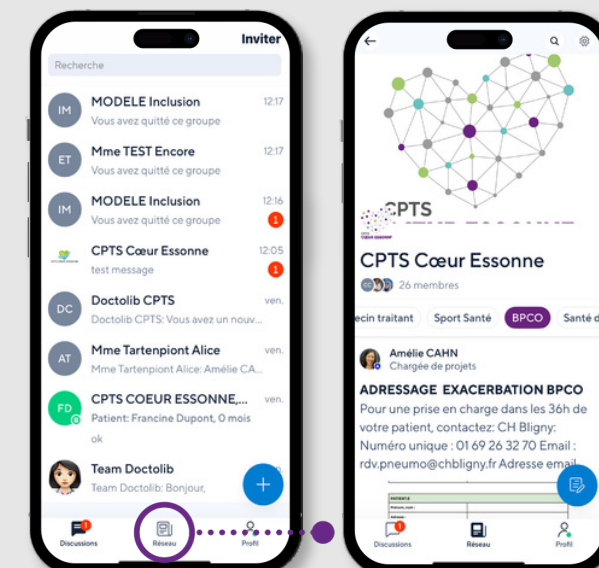 Inviter
Recherche
IM
MODELE Inclusion
12:17
Vous avez quitté ce groupe
ET
Mme TEST Encore
12:17
Vous avez quitté ce groupe
IM
MODELE Inclusion
12:16
Vous avez quitté ce groupe
1
CPTS Cœur Essonne
12:05
test message
1
DC
Doctolib CPTS
ven.
Doctolib CPTS: Vous avez un nouv...
AT
Mme Tartenpiont Alice
ven.
Mme Tartenpiont Alice: Amélie CA...
FD
CPTS COEUR ESSONNE,...
ven.
Patient: Francine Dupont, 0 mois
ok
Team Doctolib
Team Doctolib: Bonjour,
1
Discussions
Réseau
Profil
CPTS
CPTS Cœur Essonne
CC
26 membres
ecin traitant
Sport Santé
BPCO
Santé d
Amélie CAHN
Chargée de projets
ADRESSAGE EXACERBATION BPCO
Pour une prise en charge dans les 36h de
votre patient, contactez: CH Bligny:
Numéro unique : 01 69 26 32 70 Email :
rdv.pneumo@chbligny.fr Adresse email
1
Discussions
Réseau
Profil